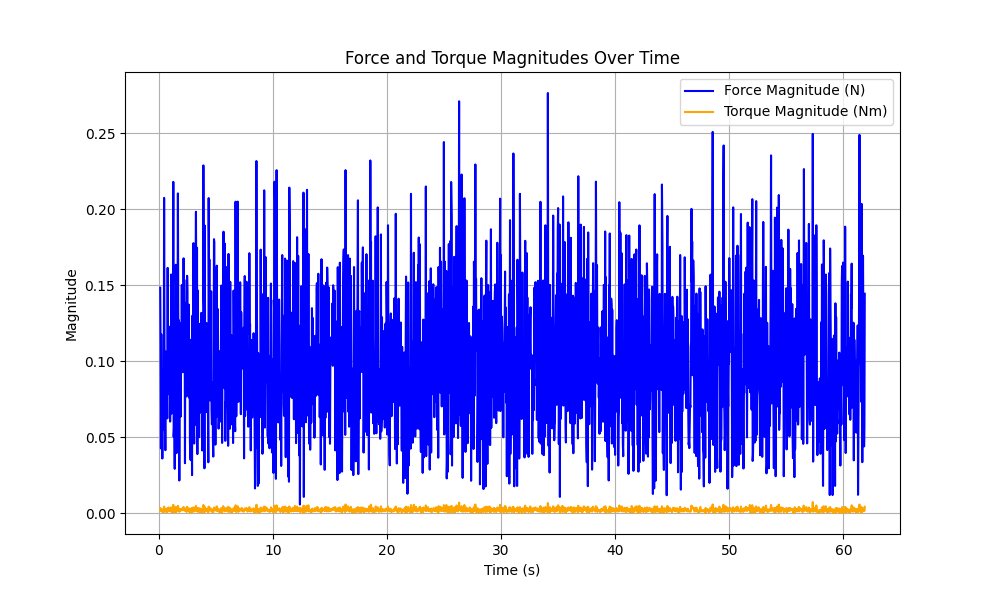 Force and Torque Magnitudes Over Time
Force Magnitude (N)
Torque Magnitude (Nm)
Magnitude
0.25
0.20
0.15
0.10
0.05
0.00
0 10 20 30 40 50 60
Time (s)